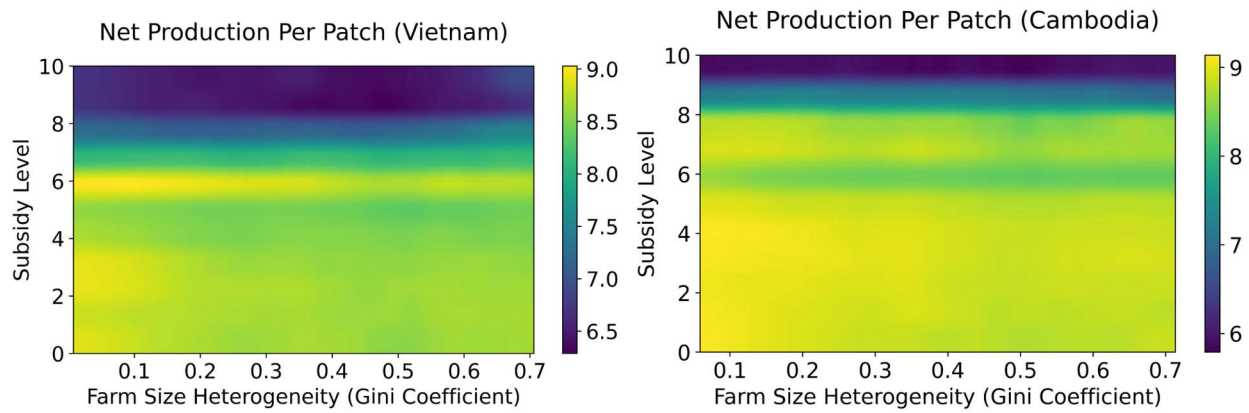 Net Production Per Patch (Vietnam)
Subsidy Level
10
8
6
4
2
0
0.1 0.2 0.3 0.4 0.5 0.6 0.7
Farm Size Heterogeneity (Gini Coefficient)
9.0
8.5
8.0
7.5
7.0
6.5
Net Production Per Patch (Cambodia)
Subsidy Level
10
8
6
4
2
0
0.1 0.2 0.3 0.4 0.5 0.6 0.7
Farm Size Heterogeneity (Gini Coefficient)
9
8
7
6